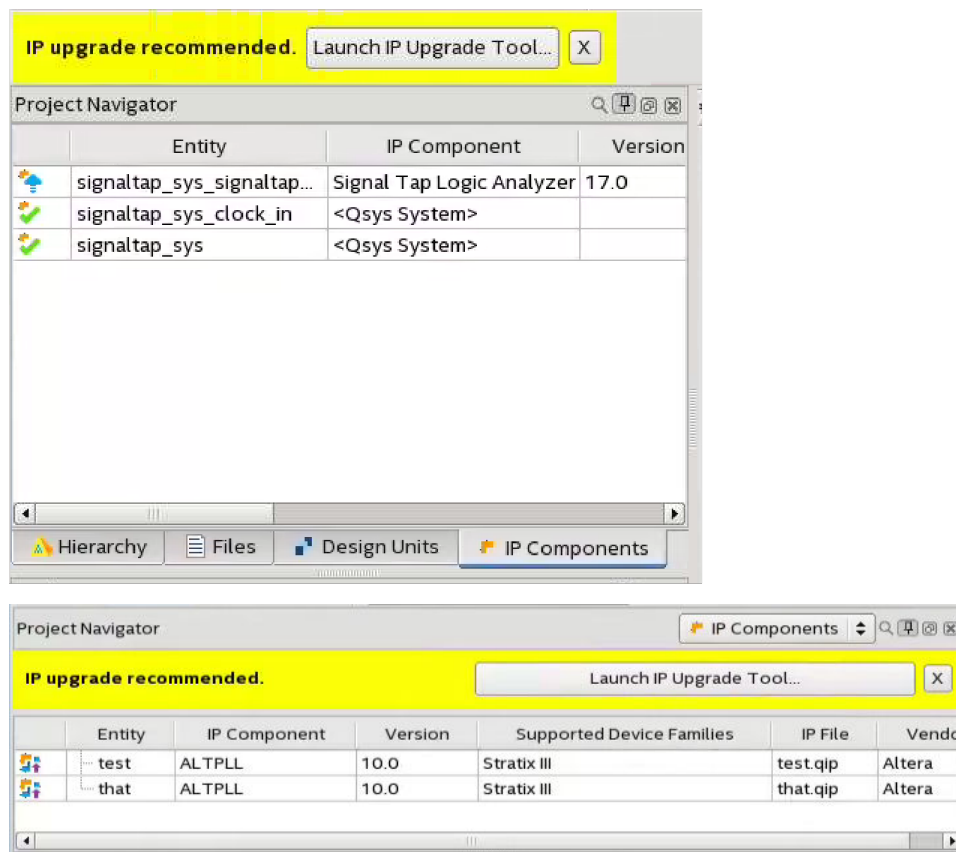 IP upgrade recommended. Launch IP Upgrade Tool... X
Project Navigator
Entity IP Component Version
signaltap_sys_signaltap... Signal Tap Logic Analyzer 17.0
signaltap_sys_clock_in <Qsys System>
signaltap_sys <Qsys System>
Hierarchy Files Design Units IP Components
Project Navigator IP Components
IP upgrade recommended. Launch IP Upgrade Tool... X
Entity IP Component Version Supported Device Families IP File Vendo
test ALTPLL 10.0 Stratix III test.qip Altera
that ALTPLL 10.0 Stratix III that.qip Altera